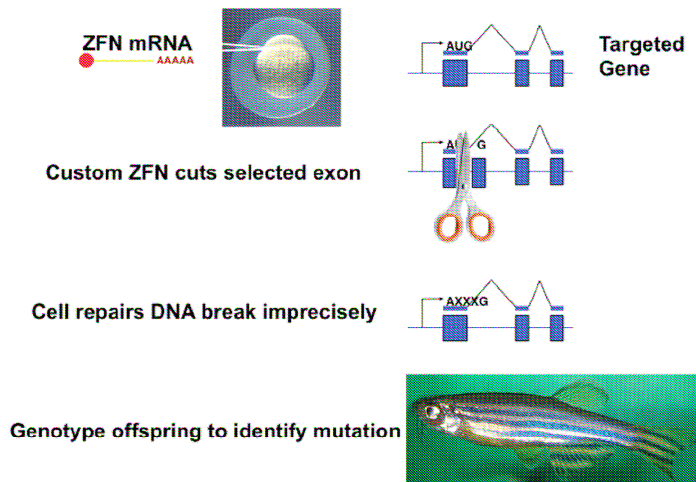 ZFN mRNA
AAAAA
AUG
Targeted
Gene
Custom ZFN cuts selected exon
AU G
Cell repairs DNA break imprecisely
AXXXG
Genotype offspring to identify mutation